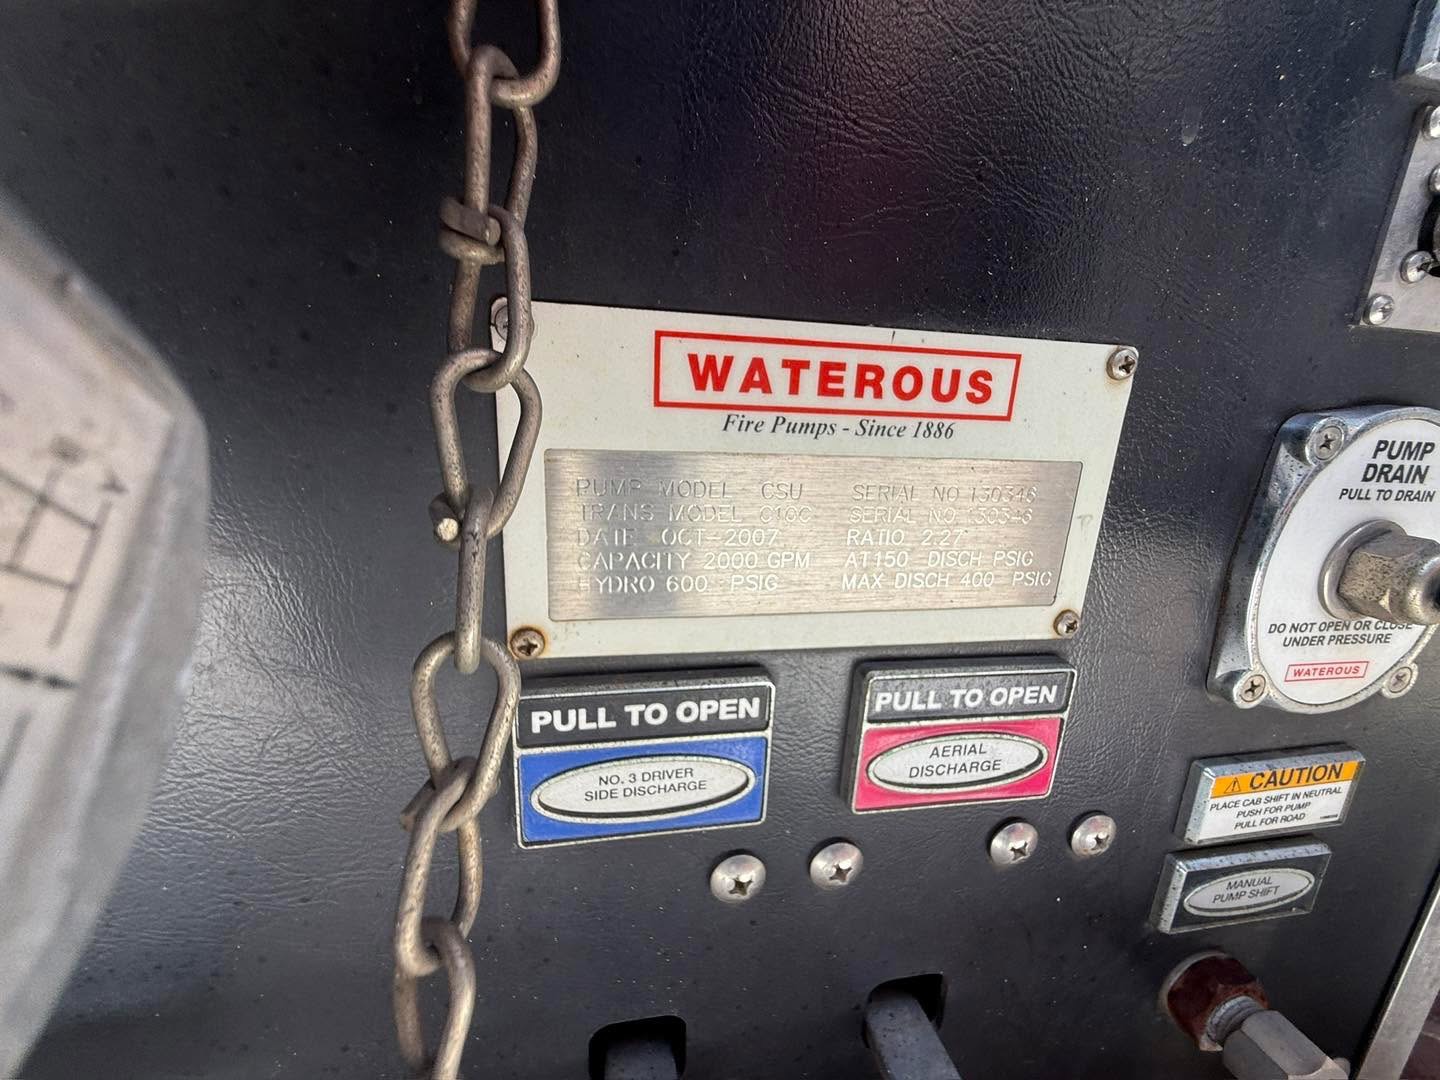 WATEROUS
Fire Pumps - Since 1886
PUMP MODEL CSU SERIAL NO 130346
TRANS MODEL C10C SERIAL NO 130346
DATE OCT-2007 RATIO 2.27
CAPACITY 2000 GPM AT150 DISCH PSIG
HYDRO 600 PSIG MAX DISCH 400 PSIG
PUMP
DRAIN
PULL TO DRAIN
DO NOT OPEN OR CLOSE
UNDER PRESSURE
WATEROUS
PULL TO OPEN
NO. 3 DRIVER
SIDE DISCHARGE
PULL TO OPEN
AERIAL
DISCHARGE
CAUTION
PLACE CAB SHIFT IN NEUTRAL
PUSH FOR PUMP
PULL FOR ROAD
MANUAL
PUMP SHIFT